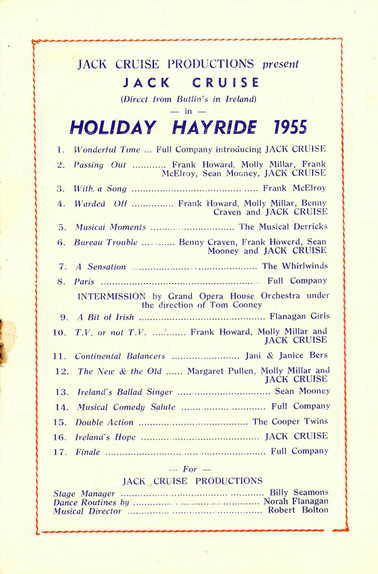 JACK CRUISE PRODUCTIONS present
JACK CRUISE
(Direct from Butlin's in Ireland)
— in —
HOLIDAY HAYRIDE 1955
1. Wonderful Time ... Full Company introducing JACK CRUISE
2. Passing Out ............ Frank Howard, Molly Millar, Frank
McElroy, Sean Mooney, JACK CRUISE
3. With a Song .................................... Frank McElroy
4. Warded Off ............... Frank Howard, Molly Millar, Benny
Craven and JACK CRUISE
5. Musical Moments ........................ The Musical Derricks
6. Bureau Trouble ............ Benny Craven, Frank Howerd, Sean
Mooney and JACK CRUISE
7. A Sensation .................................... The Whirlwinds
8. Paris ............................................... Full Company
INTERMISSION by Grand Opera House Orchestra under
the direction of Tom Cooney
9. A Bit of Irish .................................... Flanagan Girls
10. T.V. or not T.V. .......... Frank Howard, Molly Millar and
JACK CRUISE
11. Continental Balancers .................... Jani & Janice Bers
12. The New & the Old ...... Margaret Pullen, Molly Millar and
JACK CRUISE
13. Ireland's Ballad Singer ........................... Sean Mooney
14. Musical Comedy Salute ........................ Full Company
15. Double Action ................................ The Cooper Twins
16. Ireland's Hope .................................. JACK CRUISE
17. Finale .............................................. Full Company
— For —
JACK CRUISE PRODUCTIONS
Stage Manager ......................................... Billy Seamons
Dance Routines by .................................... Norah Flanagan
Musical Director ...................................... Robert Bolton